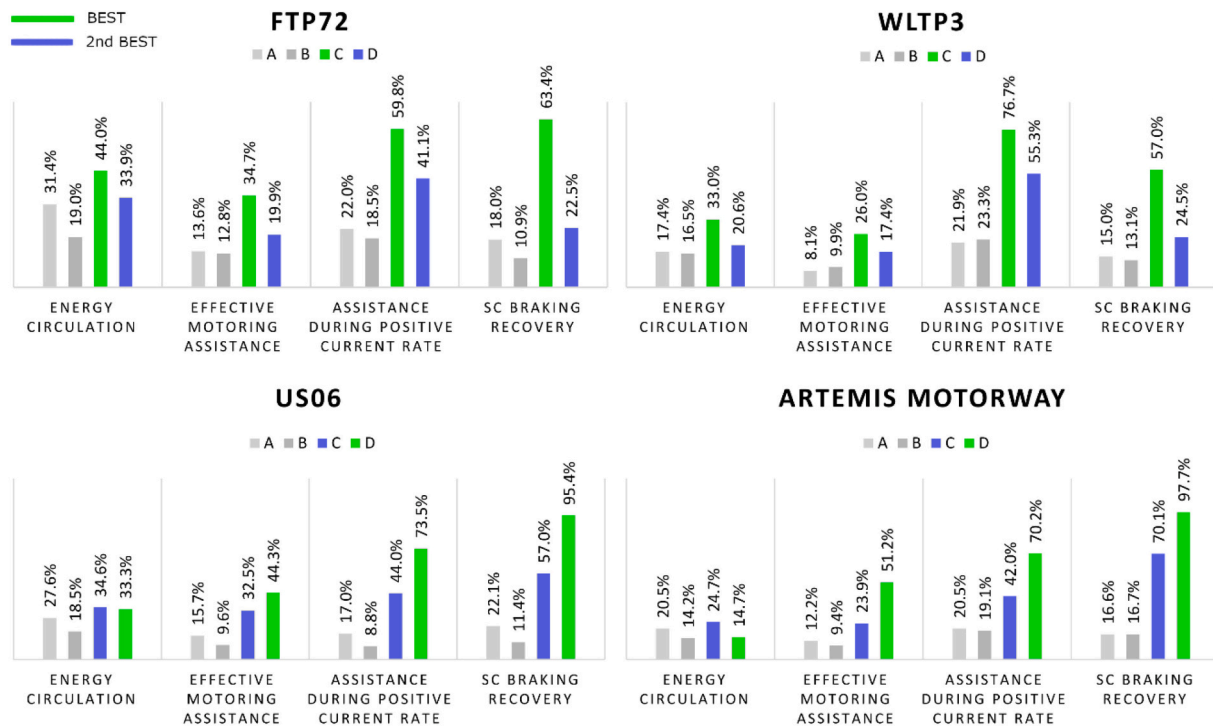 BEST
2nd BEST
FTP72
A B C D
31.4%
19.0%
44.0%
33.9%
13.6%
12.8%
34.7%
19.9%
22.0%
18.5%
59.8%
41.1%
18.0%
10.9%
63.4%
22.5%
ENERGY
CIRCULATION
EFFECTIVE
MOTORING
ASSISTANCE
ASSISTANCE
DURING POSITIVE
CURRENT RATE
SC BRAKING
RECOVERY
WLTP3
A B C D
17.4%
16.5%
33.0%
20.6%
8.1%
9.9%
26.0%
17.4%
21.9%
23.3%
76.7%
55.3%
15.0%
13.1%
57.0%
24.5%
ENERGY
CIRCULATION
EFFECTIVE
MOTORING
ASSISTANCE
ASSISTANCE
DURING POSITIVE
CURRENT RATE
SC BRAKING
RECOVERY
US06
A B C D
27.6%
18.5%
34.6%
33.3%
15.7%
9.6%
32.5%
44.3%
17.0%
8.8%
44.0%
73.5%
22.1%
11.4%
57.0%
95.4%
ENERGY
CIRCULATION
EFFECTIVE
MOTORING
ASSISTANCE
ASSISTANCE
DURING POSITIVE
CURRENT RATE
SC BRAKING
RECOVERY
ARTEMIS MOTORWAY
A B C D
20.5%
14.2%
24.7%
14.7%
12.2%
9.4%
23.9%
51.2%
20.5%
19.1%
42.0%
70.2%
16.6%
16.7%
70.1%
97.7%
ENERGY
CIRCULATION
EFFECTIVE
MOTORING
ASSISTANCE
ASSISTANCE
DURING POSITIVE
CURRENT RATE
SC BRAKING
RECOVERY